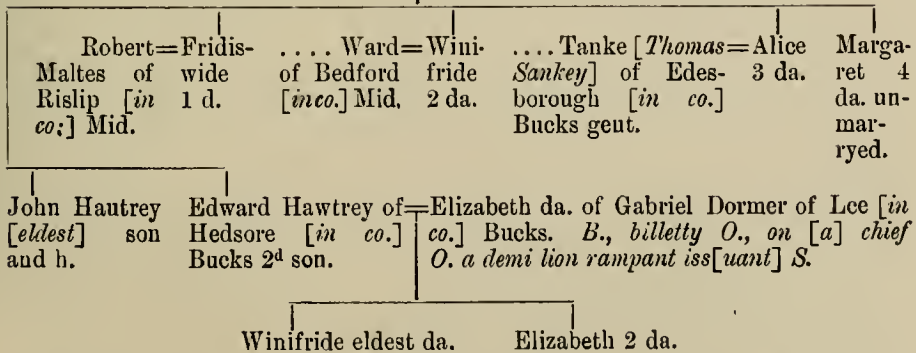 Robert=Fridis-
Maltes of wide
Rislip [in 1 d.
co;] Mid.
.... Ward=Wini-
of Bedford fride
[inco.] Mid. 2 da.
.... Tanke [Thomas=Alice
Sankey] of Edes- 3 da.
borough [in co.]
Bucks gent.
Marga-
ret 4
da. un-
mar-
ryed.
John Hautrey
[eldest] son
and h.
Edward Hawtrey of=Elizabeth da. of Gabriel Dormer of Lee [in
Hedsore [in co.] co.] Bucks. B., billetty O., on [a] chief
Bucks 2d son. O. a demi lion rampant iss[uant] S.
Winifride eldest da. Elizabeth 2 da.